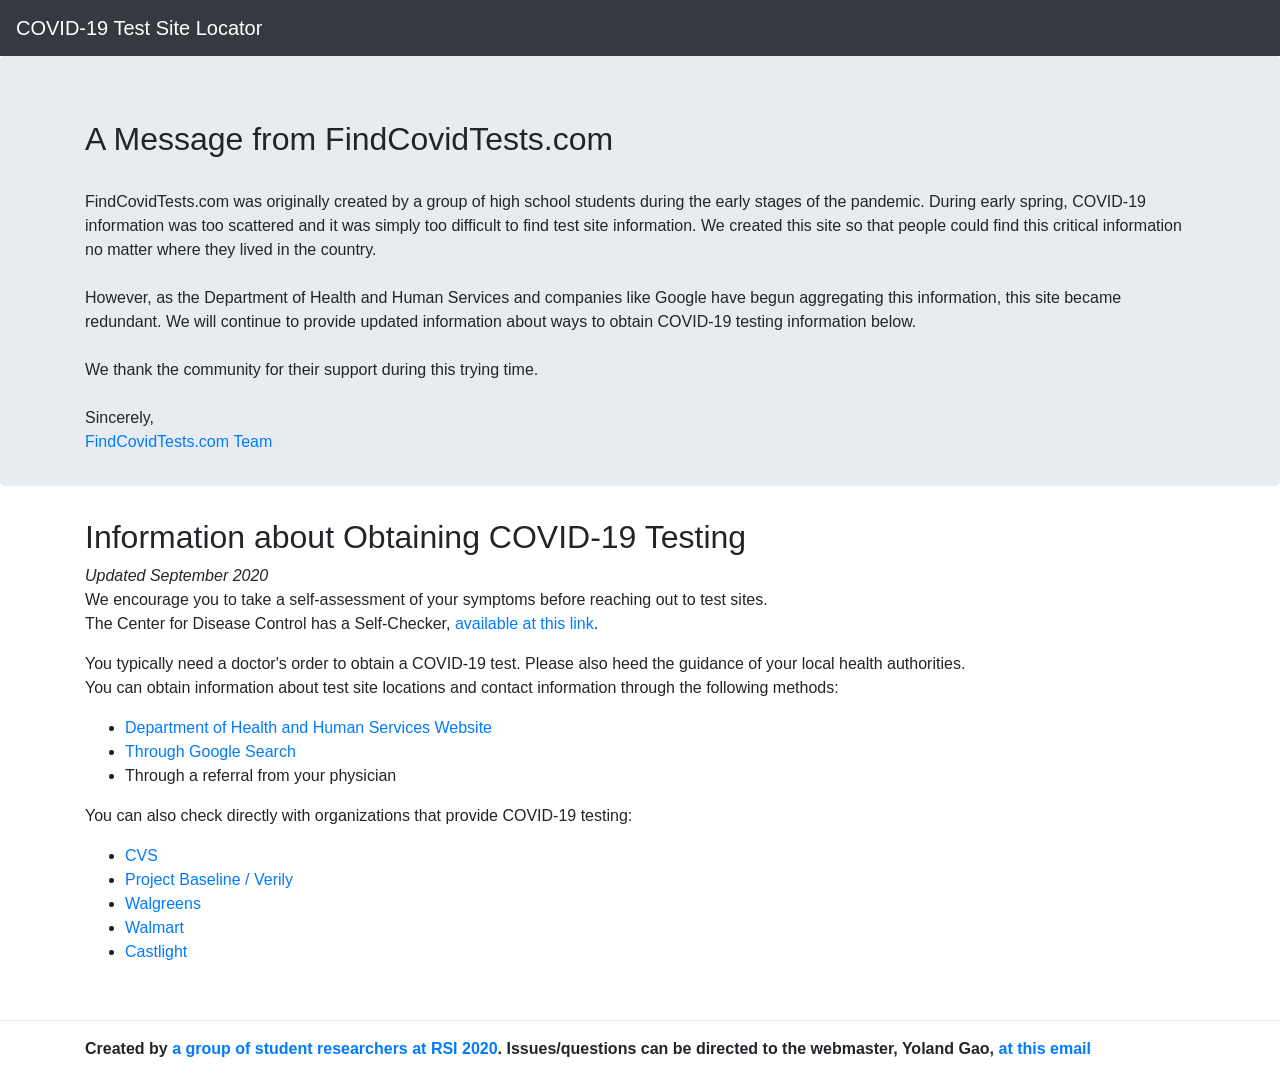 COVID-19 Test Site Locator
A Message from FindCovidTests.com
FindCovidTests.com was originally created by a group of high school students during the early stages of the pandemic. During early spring, COVID-19
information was too scattered and it was simply too difficult to find test site information. We created this site so that people could find this critical information
no matter where they lived in the country.
However, as the Department of Health and Human Services and companies like Google have begun aggregating this information, this site became
redundant. We will continue to provide updated information about ways to obtain COVID-19 testing information below.
We thank the community for their support during this trying time.
Sincerely,
FindCovidTests.com Team
Information about Obtaining COVID-19 Testing
Updated September 2020
We encourage you to take a self-assessment of your symptoms before reaching out to test sites.
The Center for Disease Control has a Self-Checker, available at this link.
You typically need a doctor's order to obtain a COVID-19 test. Please also heed the guidance of your local health authorities.
You can obtain information about test site locations and contact information through the following methods:
• Department of Health and Human Services Website
• Through Google Search
• Through a referral from your physician
You can also check directly with organizations that provide COVID-19 testing:
• CVS
• Project Baseline / Verily
• Walgreens
• Walmart
• Castlight
Created by a group of student researchers at RSI 2020. Issues/questions can be directed to the webmaster, Yoland Gao, at this email